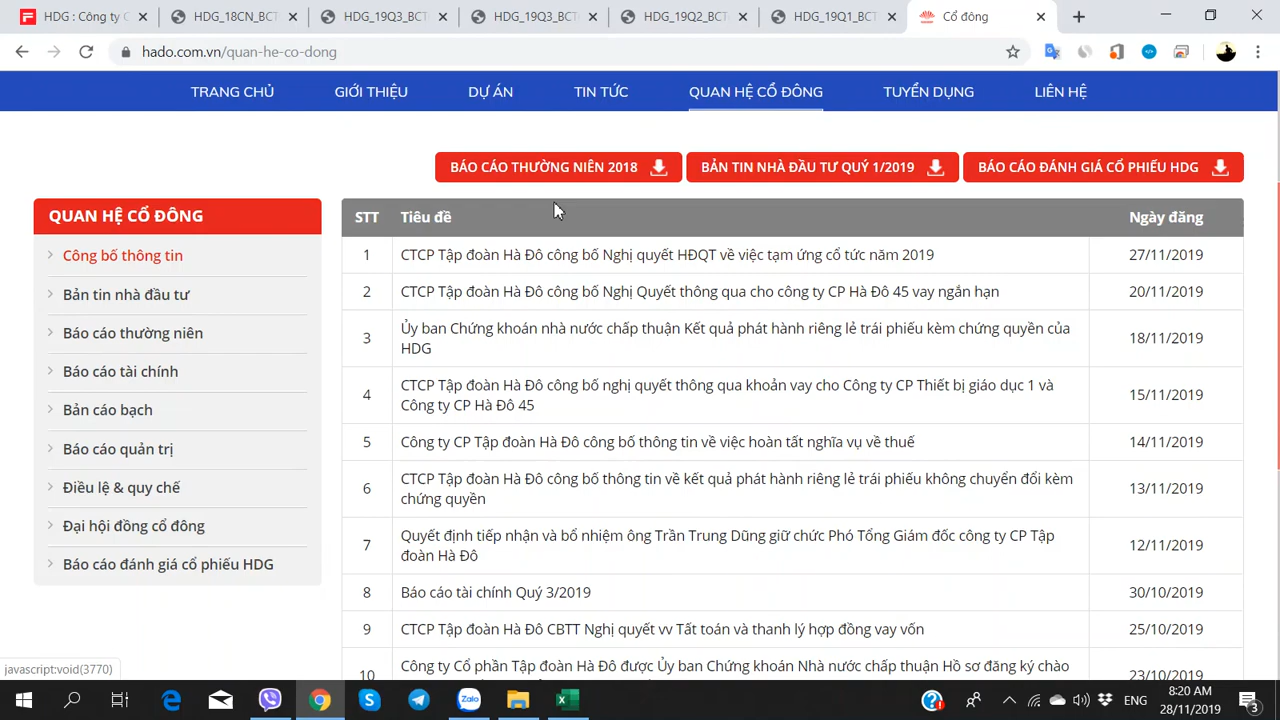 HDG : Công ty C
HDG_18CN_BCT
HDG_19Q3_BCT
HDG_19Q3_BCT
HDG_19Q2_BC
HDG_19Q1_BCT
Cổ đông
hado.com.vn/quan-he-co-dong
TRANG CHỦ
GIỚI THIỆU
DỰ ÁN
TIN TỨC
QUAN HỆ CỔ ĐÔNG
TUYỂN DỤNG
LIÊN HỆ
BÁO CÁO THƯỜNG NIÊN 2018
BẢN TIN NHÀ ĐẦU TƯ QUÝ 1/2019
BÁO CÁO ĐÁNH GIÁ CỔ PHIẾU HDG
QUAN HỆ CỔ ĐÔNG
Công bố thông tin
Bản tin nhà đầu tư
Báo cáo thường niên
Báo cáo tài chính
Bản cáo bạch
Báo cáo quản trị
Điều lệ & quy chế
Đại hội đồng cổ đông
Báo cáo đánh giá cổ phiếu HDG
STT Tiêu đề Ngày đăng
1 CTCP Tập đoàn Hà Đô công bố Nghị quyết HĐQT về việc tạm ứng cổ tức năm 2019 27/11/2019
2 CTCP Tập đoàn Hà Đô công bố Nghị Quyết thông qua cho công ty CP Hà Đô 45 vay ngắn hạn 20/11/2019
3 Ủy ban Chứng khoán nhà nước chấp thuận Kết quả phát hành riêng lẻ trái phiếu kèm chứng quyền của
HDG 18/11/2019
4 CTCP Tập đoàn Hà Đô công bố nghị quyết thông qua khoản vay cho Công ty CP Thiết bị giáo dục 1 và
Công ty CP Hà Đô 45 15/11/2019
5 Công ty CP Tập đoàn Hà Đô công bố thông tin về việc hoàn tất nghĩa vụ về thuế 14/11/2019
6 CTCP Tập đoàn Hà Đô công bố thông tin về kết quả phát hành riêng lẻ trái phiếu không chuyển đổi kèm
chứng quyền 13/11/2019
7 Quyết định tiếp nhận và bổ nhiệm ông Trần Trung Dũng giữ chức Phó Tổng Giám đốc công ty CP Tập
đoàn Hà Đô 12/11/2019
8 Báo cáo tài chính Quý 3/2019 30/10/2019
9 CTCP Tập đoàn Hà Đô CBTT Nghị quyết vv Tất toán và thanh lý hợp đồng vay vốn 25/10/2019
10 Công ty Cổ phần Tập đoàn Hà Đô được Ủy ban Chứng khoán Nhà nước chấp thuận Hồ sơ đăng ký chào 23/10/2019
javascript:void(3770)
Zalo
ENG
8:20 AM
28/11/2019
3